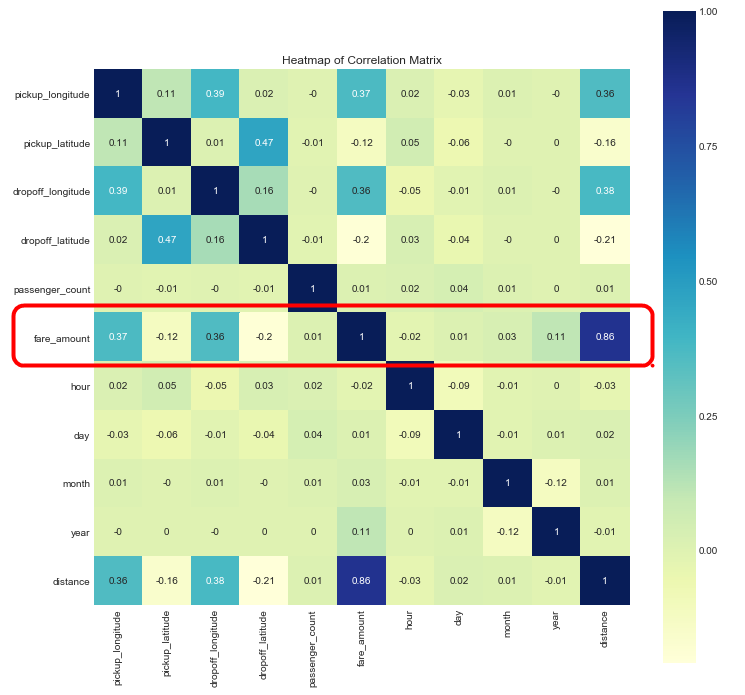 Heatmap of Correlation Matrix
pickup_longitude 1 0.11 0.39 0.02 -0 0.37 0.02 -0.03 0.01 -0 0.36
pickup_latitude 0.11 1 0.01 0.47 -0.01 -0.12 0.05 -0.06 -0 0 -0.16
dropoff_longitude 0.39 0.01 1 0.16 -0 0.36 -0.05 -0.01 0.01 -0 0.38
dropoff_latitude 0.02 0.47 0.16 1 -0.01 -0.2 0.03 -0.04 -0 0 -0.21
passenger_count -0 -0.01 -0 -0.01 1 0.01 0.02 0.04 0.01 0 0.01
fare_amount 0.37 -0.12 0.36 -0.2 0.01 1 -0.02 0.01 0.03 0.11 0.86
hour 0.02 0.05 -0.05 0.03 0.02 -0.02 1 -0.09 -0.01 0 -0.03
day -0.03 -0.06 -0.01 -0.04 0.04 0.01 -0.09 1 -0.01 0.01 0.02
month 0.01 -0 0.01 -0 0.01 0.03 -0.01 -0.01 1 -0.12 0.01
year -0 0 -0 0 0 0.11 0 0.01 -0.12 1 -0.01
distance 0.36 -0.16 0.38 -0.21 0.01 0.86 -0.03 0.02 0.01 -0.01 1
pickup_longitude
pickup_latitude
dropoff_longitude
dropoff_latitude
passenger_count
fare_amount
hour
day
month
year
distance
1.00
0.75
0.50
0.25
0.00